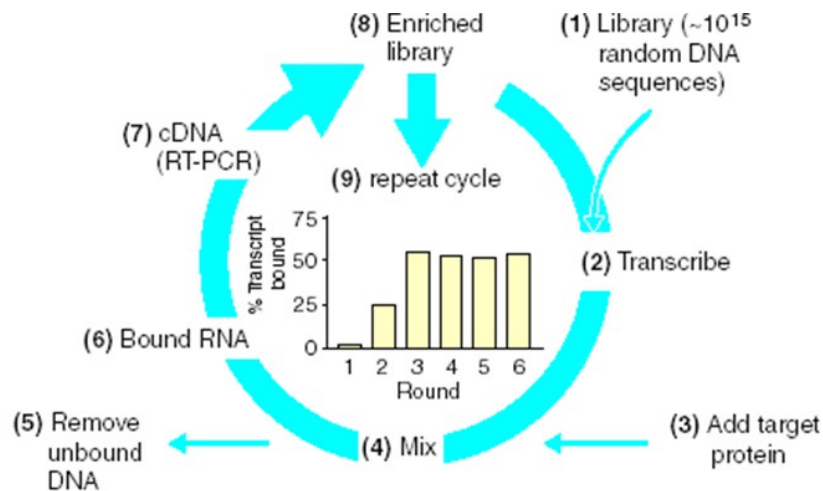 (8) Enriched
library
(1) Library (~10¹⁵
random DNA
sequences)
(7) cDNA
(RT-PCR)
(9) repeat cycle
% Transcript
bound
75
50
25
0
1 2 3 4 5 6
Round
(2) Transcribe
(6) Bound RNA
(5) Remove
unbound
DNA
(4) Mix
(3) Add target
protein